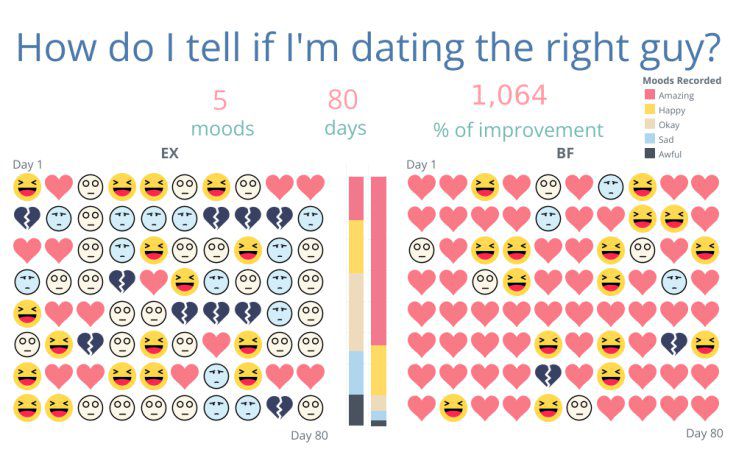 How do I tell if I'm dating the right guy?
5
moods
80
days
1,064
% of improvement
Moods Recorded
Amazing
Happy
Okay
Sad
Awful
EX
Day 1
Day 80
BF
Day 1
Day 80